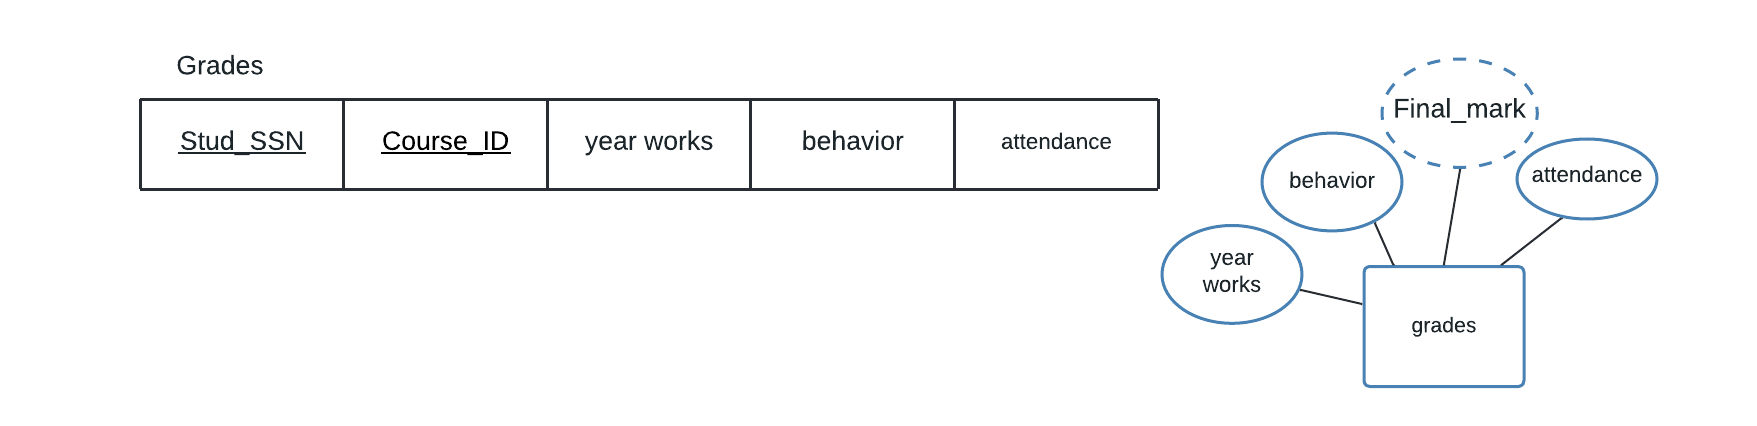 Grades
Stud_SSN Course_ID year works behavior attendance
Final_mark
behavior
attendance
year
works
grades